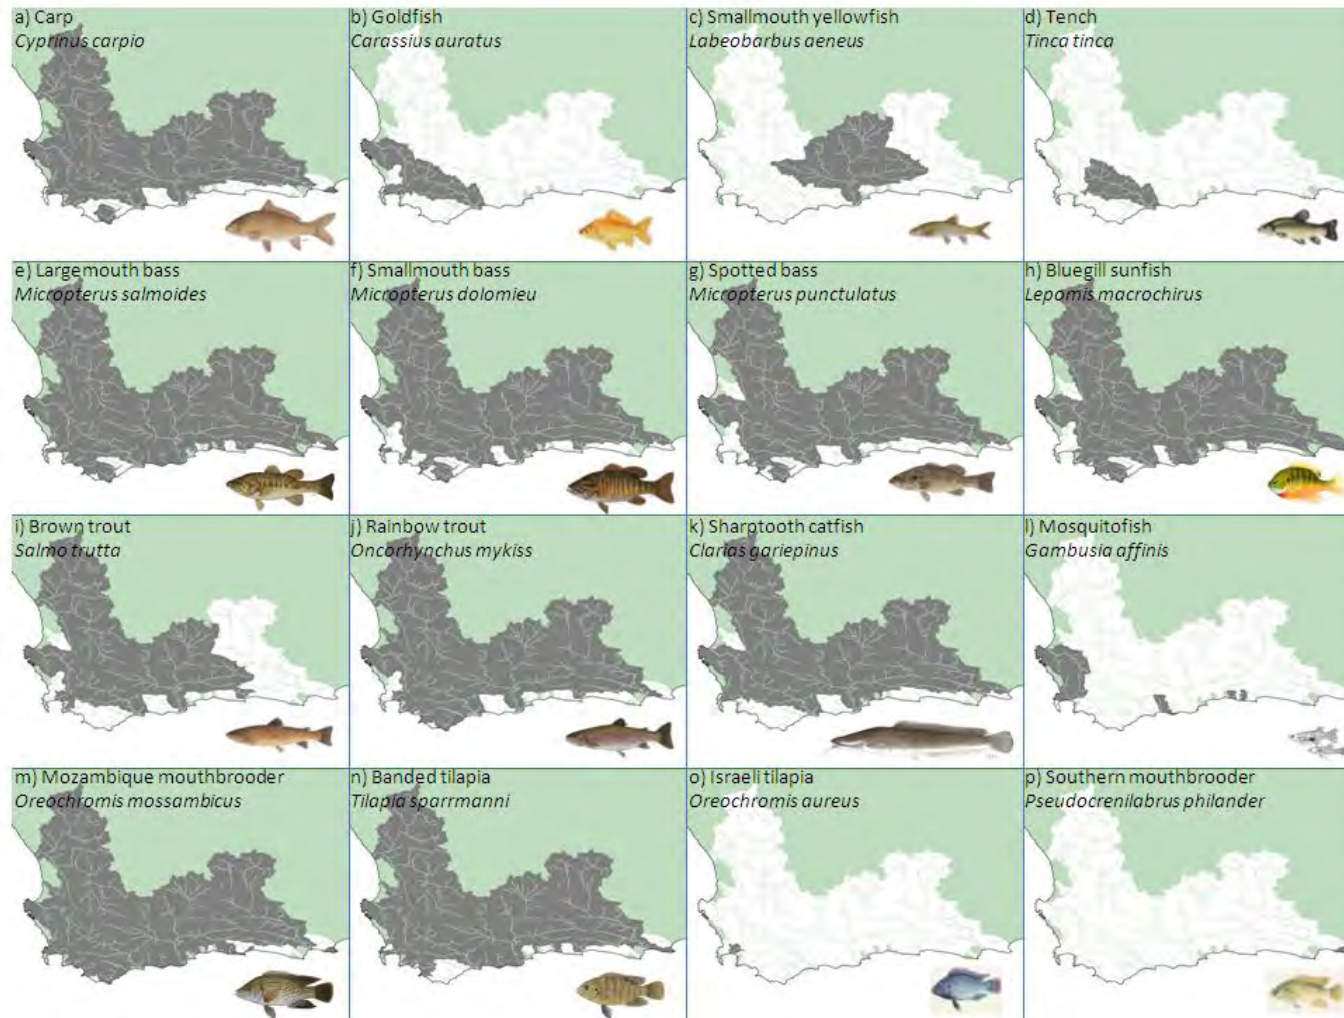 a) Carp
Cyprinus carpio
b) Goldfish
Carassius auratus
c) Smallmouth yellowfish
Labeobarbus aeneus
d) Tench
Tinca tinca
e) Largemouth bass
Micropterus salmoides
f) Smallmouth bass
Micropterus dolomieu
g) Spotted bass
Micropterus punctulatus
h) Bluegill sunfish
Lepomis macrochirus
i) Brown trout
Salmo trutta
j) Rainbow trout
Oncorhynchus mykiss
k) Sharptooth catfish
Clarias gariepinus
l) Mosquitofish
Gambusia affinis
m) Mozambique mouthbrooder
Oreochromis mossambicus
n) Banded tilapia
Tilapia sparrmanni
o) Israeli tilapia
Oreochromis aureus
p) Southern mouthbrooder
Pseudocrenilabrus philander